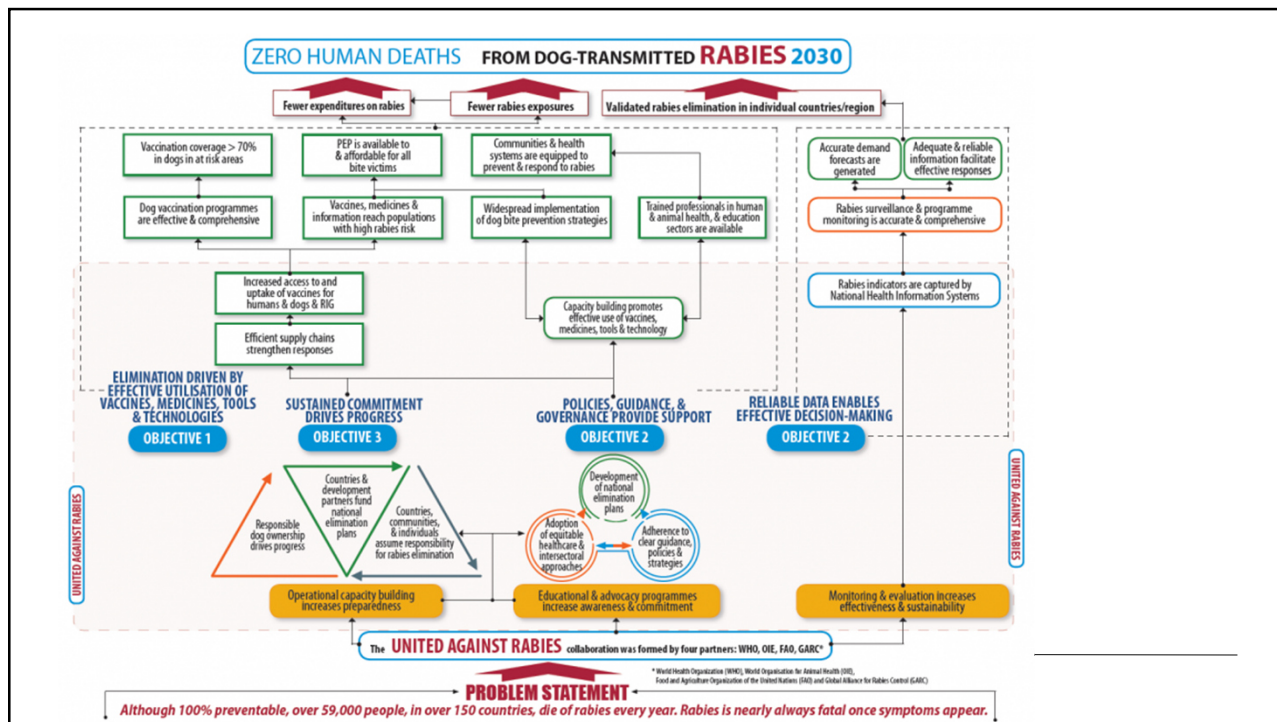 ZERO HUMAN DEATHS FROM DOG-TRANSMITTED RABIES 2030
Fewer expenditures on rabies
Fewer rabies exposures
Validated rabies elimination in individual countries/region
Vaccination coverage > 70%
in dogs in at risk areas
PEP is available to
& affordable for all
bite victims
Communities & health
systems are equipped to
prevent & respond to rabies
Accurate demand
forecasts are
generated
Adequate & reliable
information facilitate
effective responses
Dog vaccination programmes
are effective & comprehensive
Vaccines, medicines &
information reach populations
with high rabies risk
Widespread implementation
of dog bite prevention strategies
Trained professionals in human
& animal health, & education
sectors are available
Rabies surveillance & programme
monitoring is accurate & comprehensive
Increased access to and
uptake of vaccines for
humans & dogs & RIG
Capacity building promotes
effective use of vaccines,
medicines, tools & technology
Rabies indicators are captured by
National Health Information Systems
Efficient supply chains
strengthen responses
ELIMINATION DRIVEN BY
EFFECTIVE UTILISATION OF
VACCINES, MEDICINES, TOOLS
& TECHNOLOGIES
OBJECTIVE 1
SUSTAINED COMMITMENT
DRIVES PROGRESS
OBJECTIVE 3
POLICIES, GUIDANCE, &
GOVERNANCE PROVIDE SUPPORT
OBJECTIVE 2
RELIABLE DATA ENABLES
EFFECTIVE DECISION-MAKING
OBJECTIVE 2
UNITED AGAINST RABIES
Responsible
dog ownership
drives progress
Countries &
development
partners fund
national
elimination
plans
Countries,
communities,
& individuals
assume responsibility
for rabies elimination
Development
of national
elimination
plans
Adoption
of equitable
healthcare &
intersectoral
approaches
Adherence to
clear guidance,
policies &
strategies
UNITED AGAINST RABIES
Operational capacity building
increases preparedness
Educational & advocacy programmes
increase awareness & commitment
Monitoring & evaluation increases
effectiveness & sustainability
The UNITED AGAINST RABIES collaboration was formed by four partners: WHO, OIE, FAO, GARC*
* World Health Organization (WHO), World Organisation for Animal Health (OIE),
Food and Agriculture Organization of the United Nations (FAO) and Global Alliance for Rabies Control (GARC)
PROBLEM STATEMENT
Although 100% preventable, over 59,000 people, in over 150 countries, die of rabies every year. Rabies is nearly always fatal once symptoms appear.